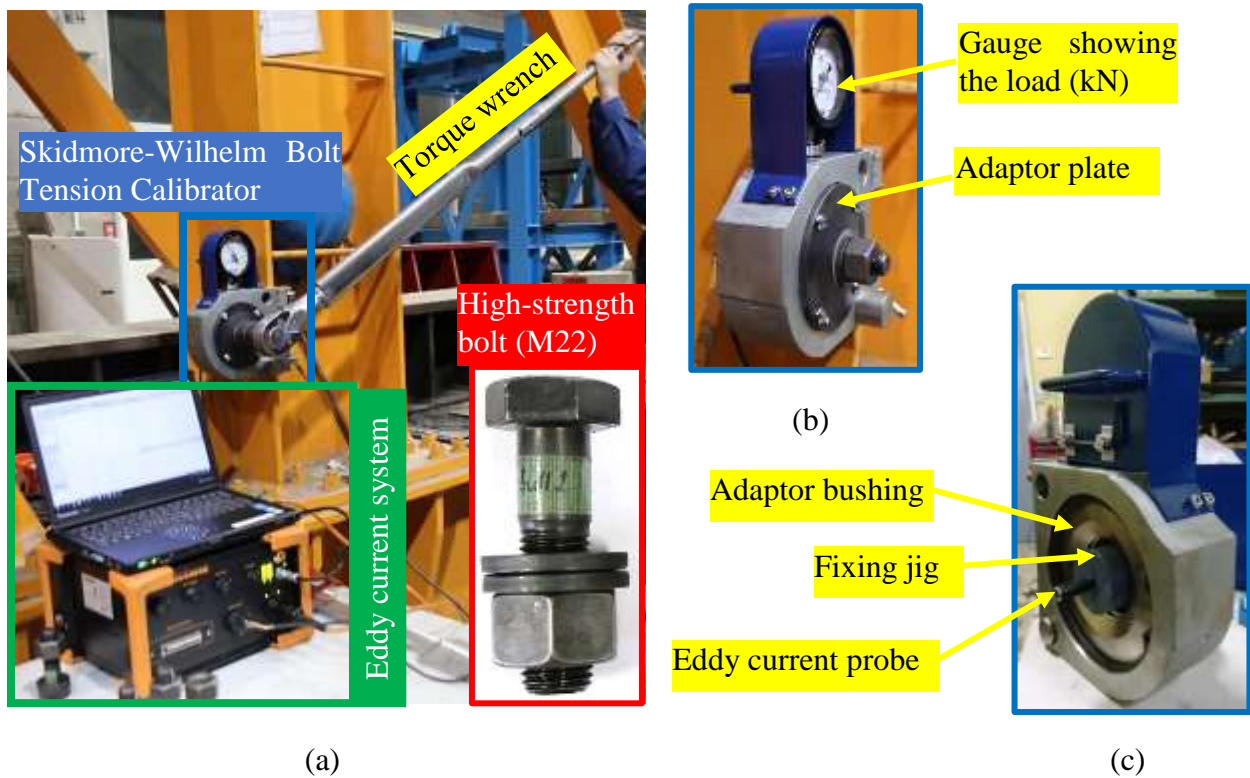 Torque wrench
Skidmore-Wilhelm Bolt
Tension Calibrator
High-strength
bolt (M22)
Eddy current system
(a)
Gauge showing
the load (kN)
Adaptor plate
(b)
Adaptor bushing
Fixing jig
Eddy current probe
(c)